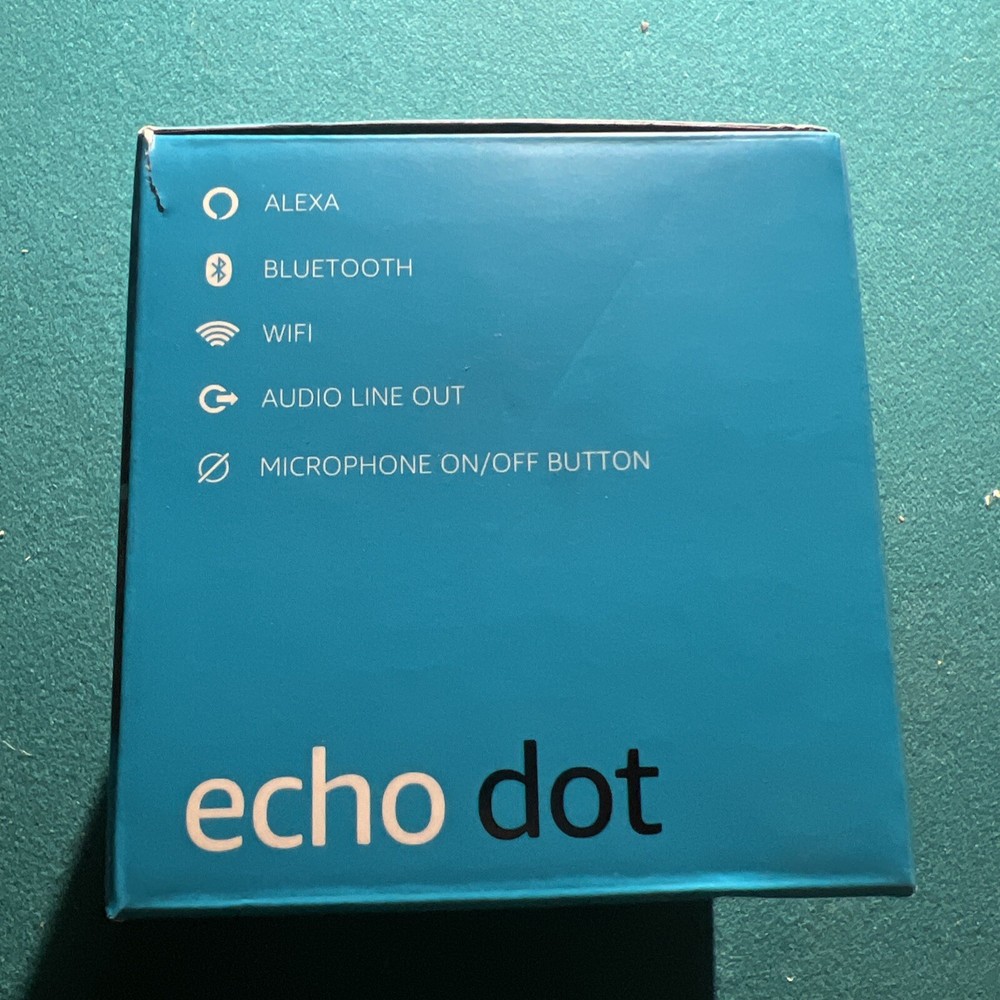 ALEXA
BLUETOOTH
WIFI
AUDIO LINE OUT
MICROPHONE ON/OFF BUTTON
echo dot